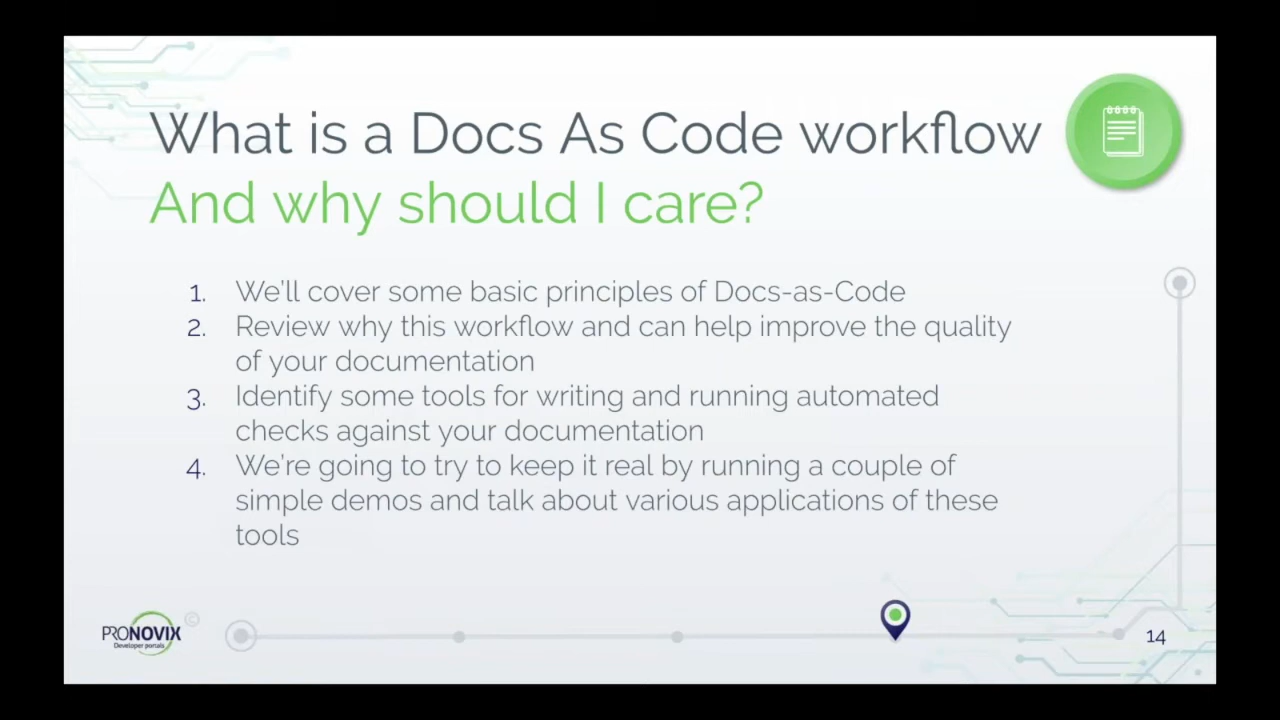 What is a Docs As Code workflow
And why should I care?
1. We'll cover some basic principles of Docs-as-Code
2. Review why this workflow and can help improve the quality
of your documentation
3. Identify some tools for writing and running automated
checks against your documentation
4. We're going to try to keep it real by running a couple of
simple demos and talk about various applications of these
tools
PRONOVIX ©
Developer portals
14